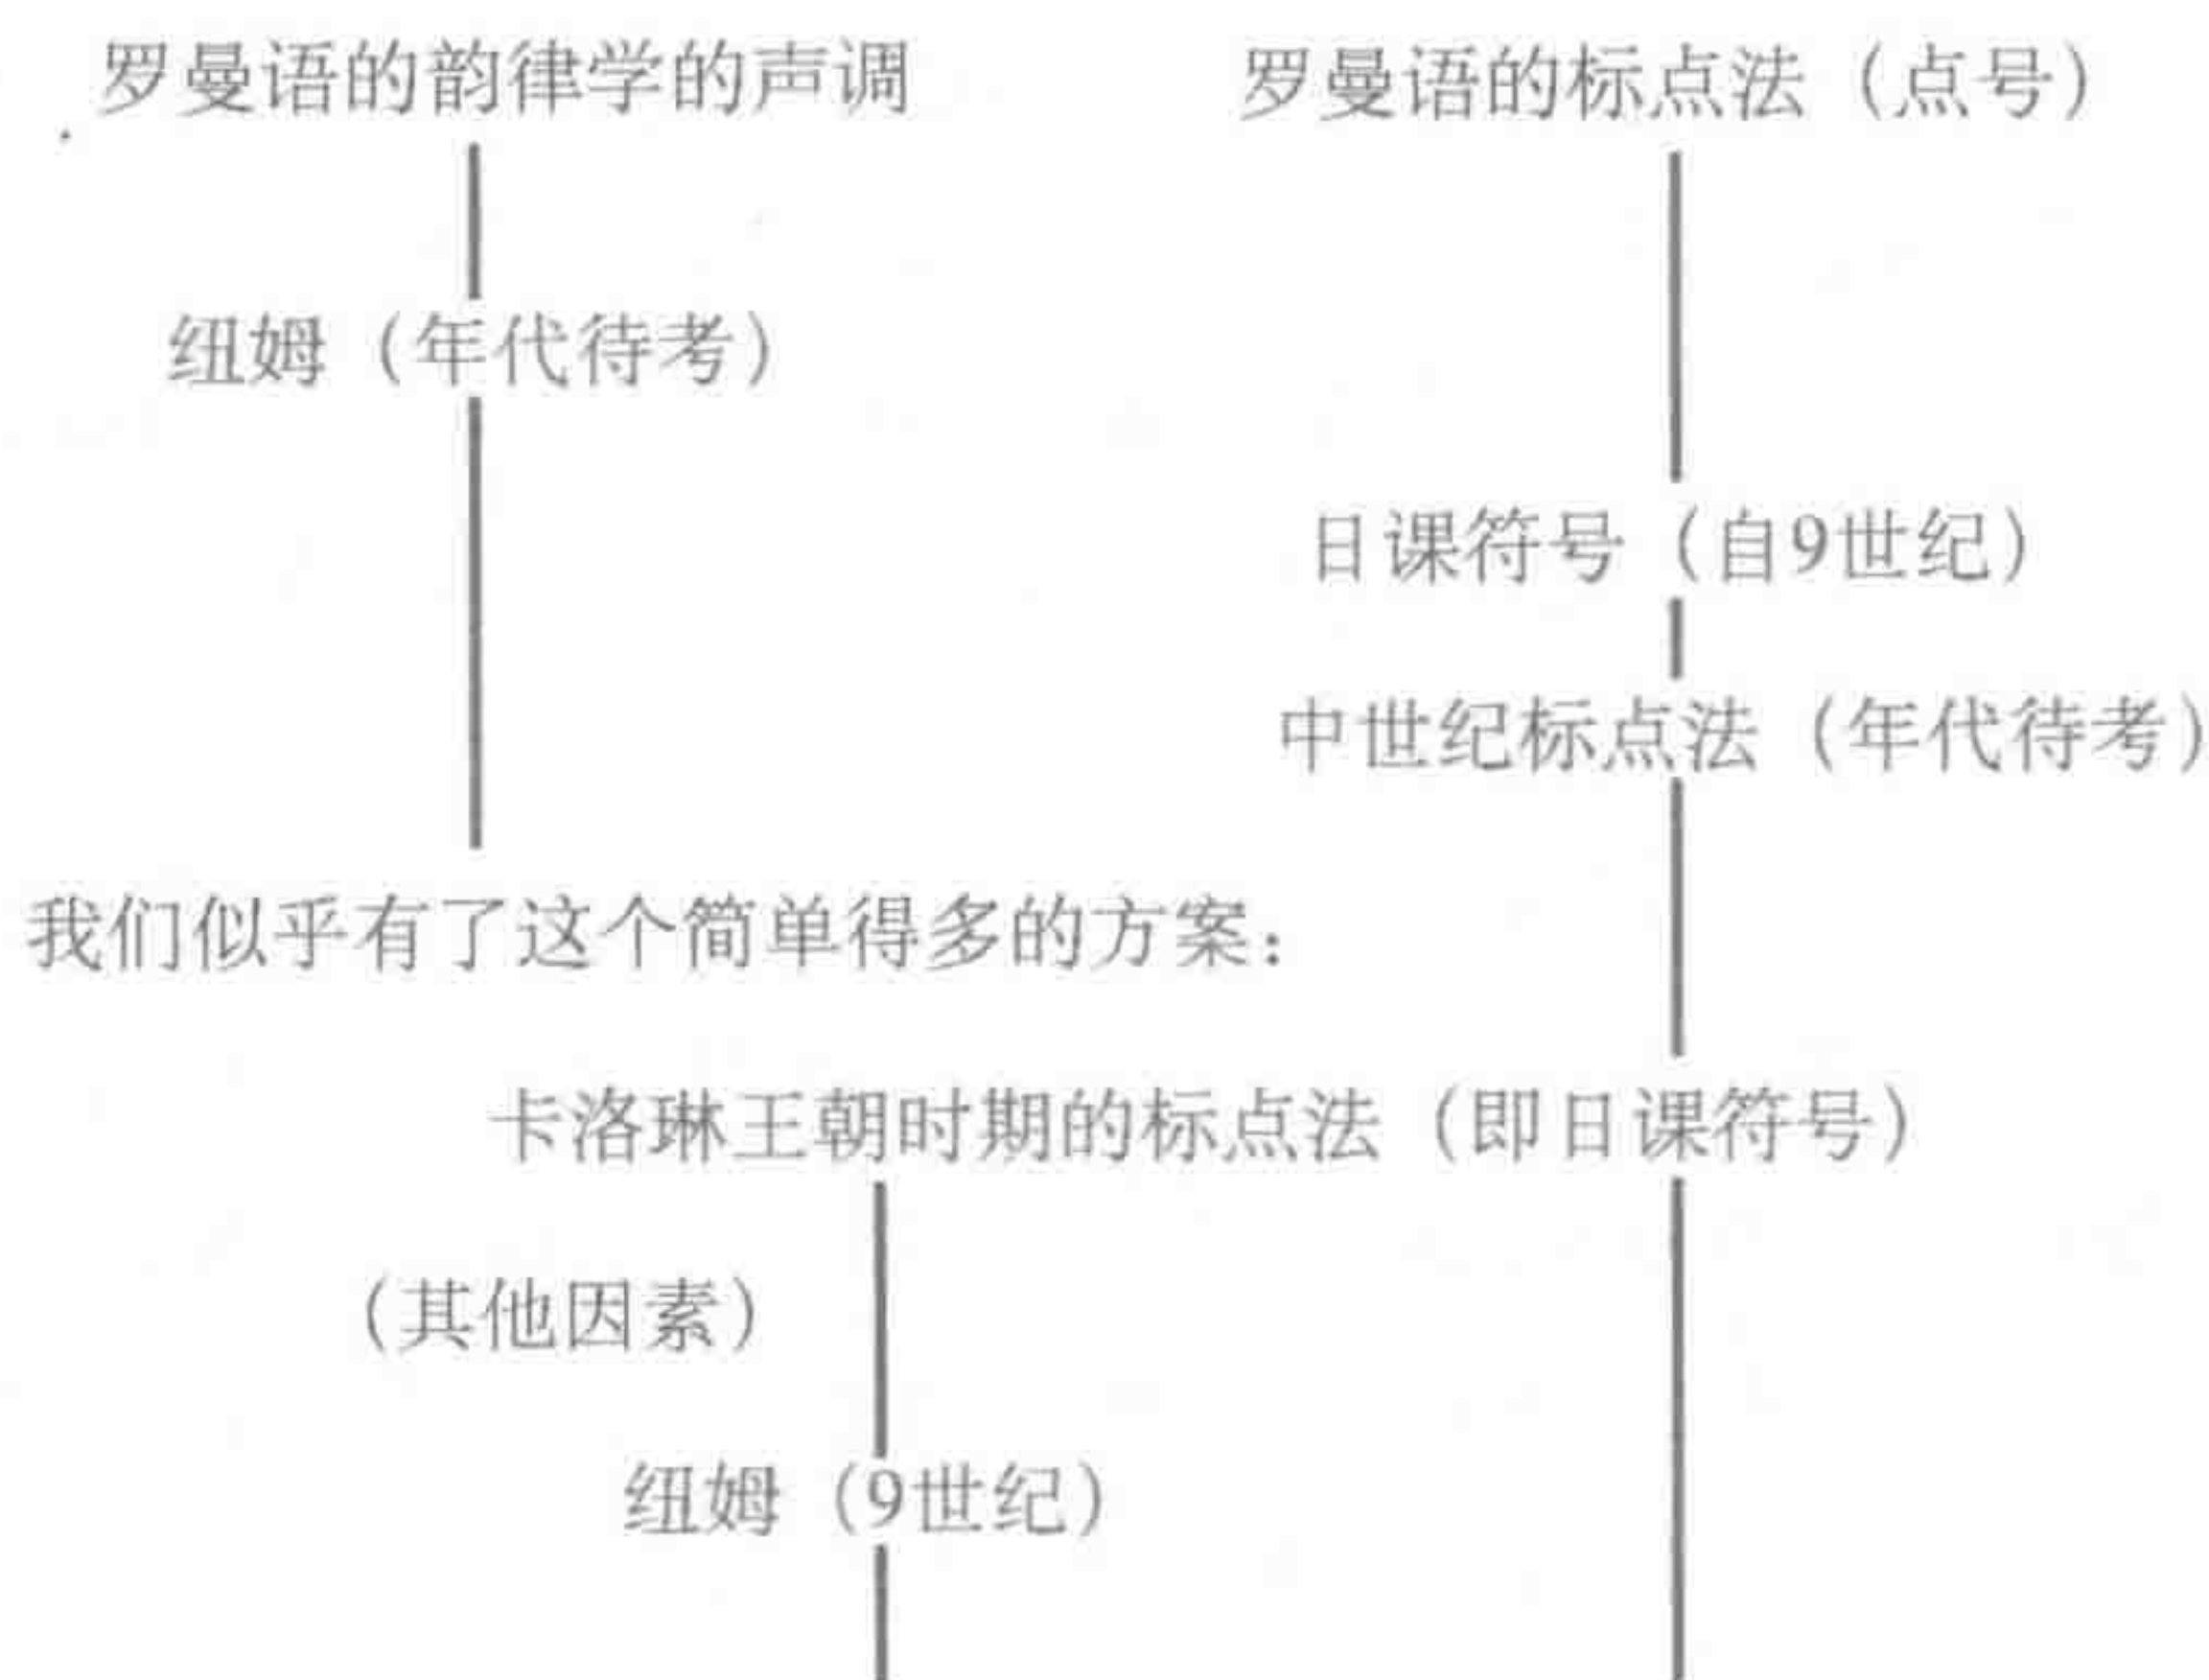 罗曼语的韵律学的声调
罗曼语的标点法（点号）
纽姆（年代待考）
日课符号（自9世纪）
中世纪标点法（年代待考）
我们似乎有了这个简单得多的方案：
卡洛琳王朝时期的标点法（即日课符号）
（其他因素）
纽姆（9世纪）